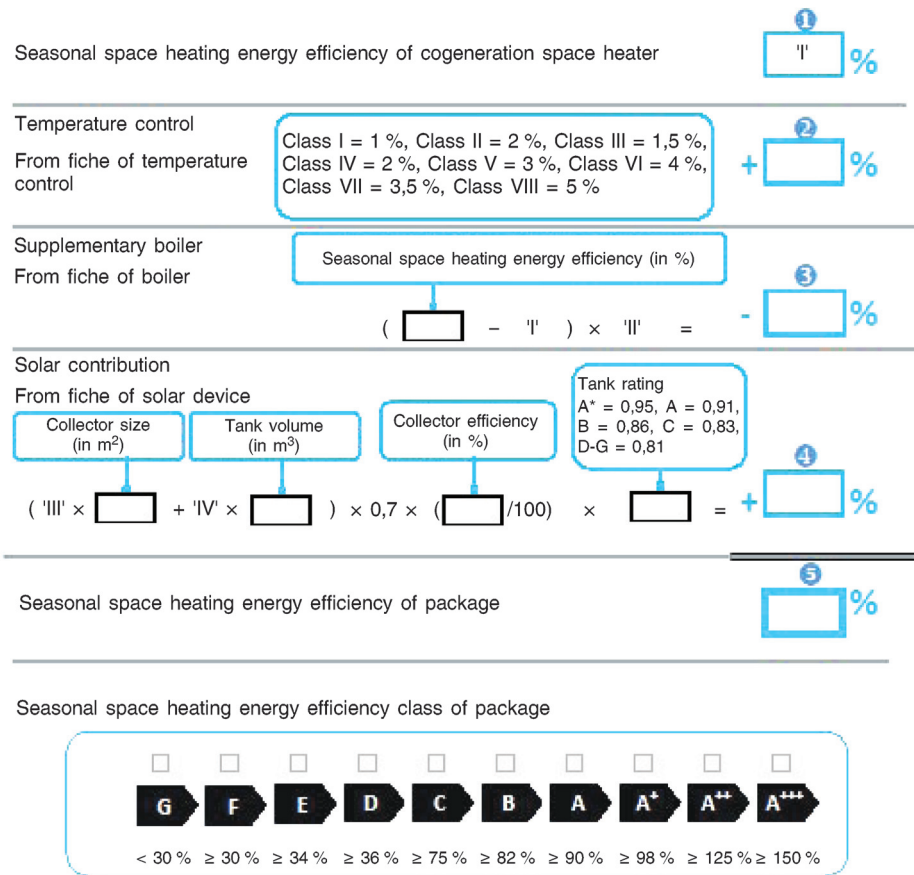 ❶
Seasonal space heating energy efficiency of cogeneration space heater
'I' %
Temperature control
From fiche of temperature
control
Class I = 1 %, Class II = 2 %, Class III = 1,5 %,
Class IV = 2 %, Class V = 3 %, Class VI = 4 %,
Class VII = 3,5 %, Class VIII = 5 %
❷
+ %
Supplementary boiler
From fiche of boiler
Seasonal space heating energy efficiency (in %)
❸
( – 'I' ) × 'II' = - %
Solar contribution
From fiche of solar device
Collector size
(in m²)
Tank volume
(in m³)
Collector efficiency
(in %)
Tank rating
A* = 0,95, A = 0,91,
B = 0,86, C = 0,83,
D-G = 0,81
❹
( 'III' × + 'IV' × ) × 0,7 × ( /100) × = + %
❺
Seasonal space heating energy efficiency of package
%
Seasonal space heating energy efficiency class of package
G F E D C B A A⁺ A⁺⁺ A⁺⁺⁺
< 30 % ≥ 30 % ≥ 34 % ≥ 36 % ≥ 75 % ≥ 82 % ≥ 90 % ≥ 98 % ≥ 125 % ≥ 150 %